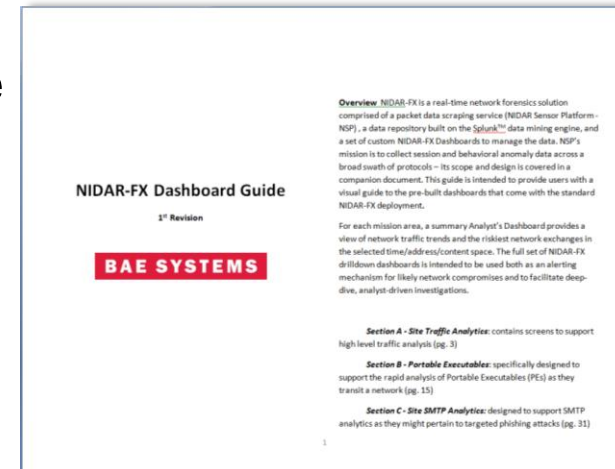 e
NIDAR-FX Dashboard Guide
1st Revision
BAE SYSTEMS
Overview NIDAR-FX is a real-time network forensics solution
comprised of a packet data scraping service (NIDAR Sensor Platform -
NSP) , a data repository built on the Splunk™ data mining engine, and
a set of custom NIDAR-FX Dashboards to manage the data. NSP's
mission is to collect session and behavioral anomaly data across a
broad swath of protocols – its scope and design is covered in a
companion document. This guide is intended to provide users with a
visual guide to the pre-built dashboards that come with the standard
NIDAR-FX deployment.
For each mission area, a summary Analyst's Dashboard provides a
view of network traffic trends and the riskiest network exchanges in
the selected time/address/content space. The full set of NIDAR-FX
drilldown dashboards is intended to be used both as an alerting
mechanism for likely network compromises and to facilitate deep-
dive, analyst-driven investigations.
Section A - Site Traffic Analytics: contains screens to support
high level traffic analysis (pg. 3)
Section B - Portable Executables: specifically designed to
support the rapid analysis of Portable Executables (PEs) as they
transit a network (pg. 15)
Section C - Site SMTP Analytics: designed to support SMTP
analytics as they might pertain to targeted phishing attacks (pg. 31)
1